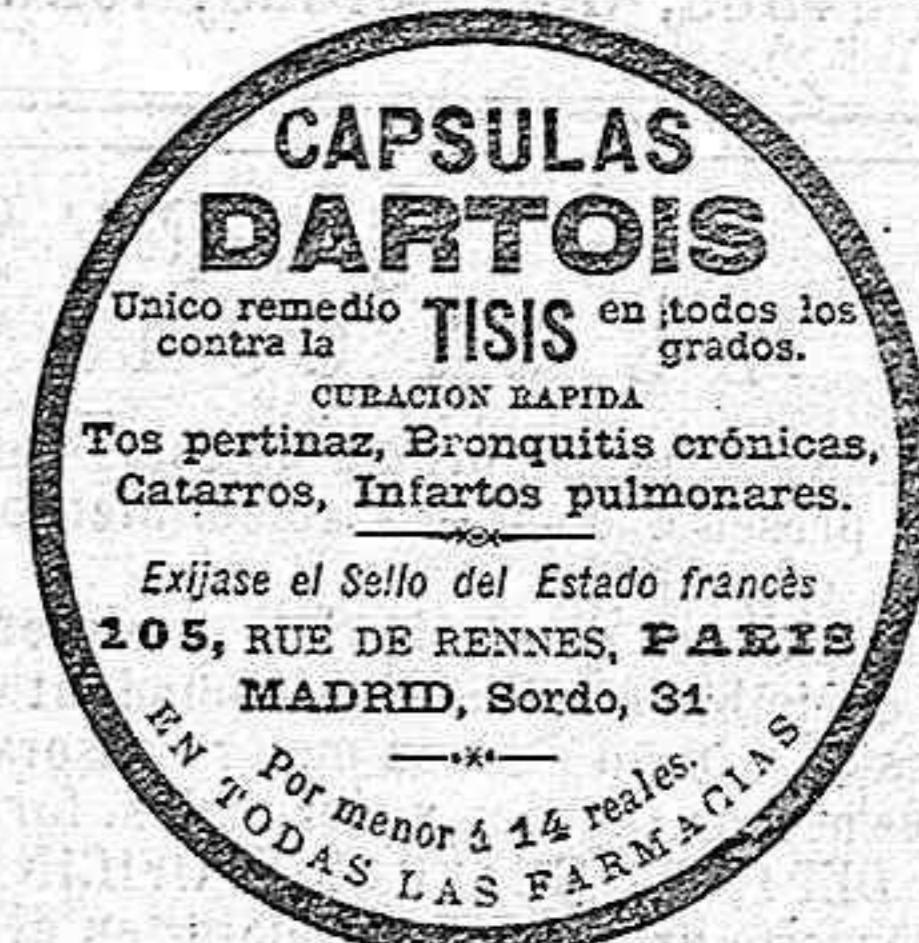 CAPSULAS
DARTOIS
Unico remedio contra la TISIS en todos los grados.
CURACION RAPIDA
Tos pertinaz, Bronquitis crónicas,
Catarros, Infartos pulmonares.
Exijase el Sello del Estado francès
105, RUE DE RENNES, PARIS
MADRID, Sordo, 31
Por menor á 14 reales.
EN TODAS LAS FARMACIAS